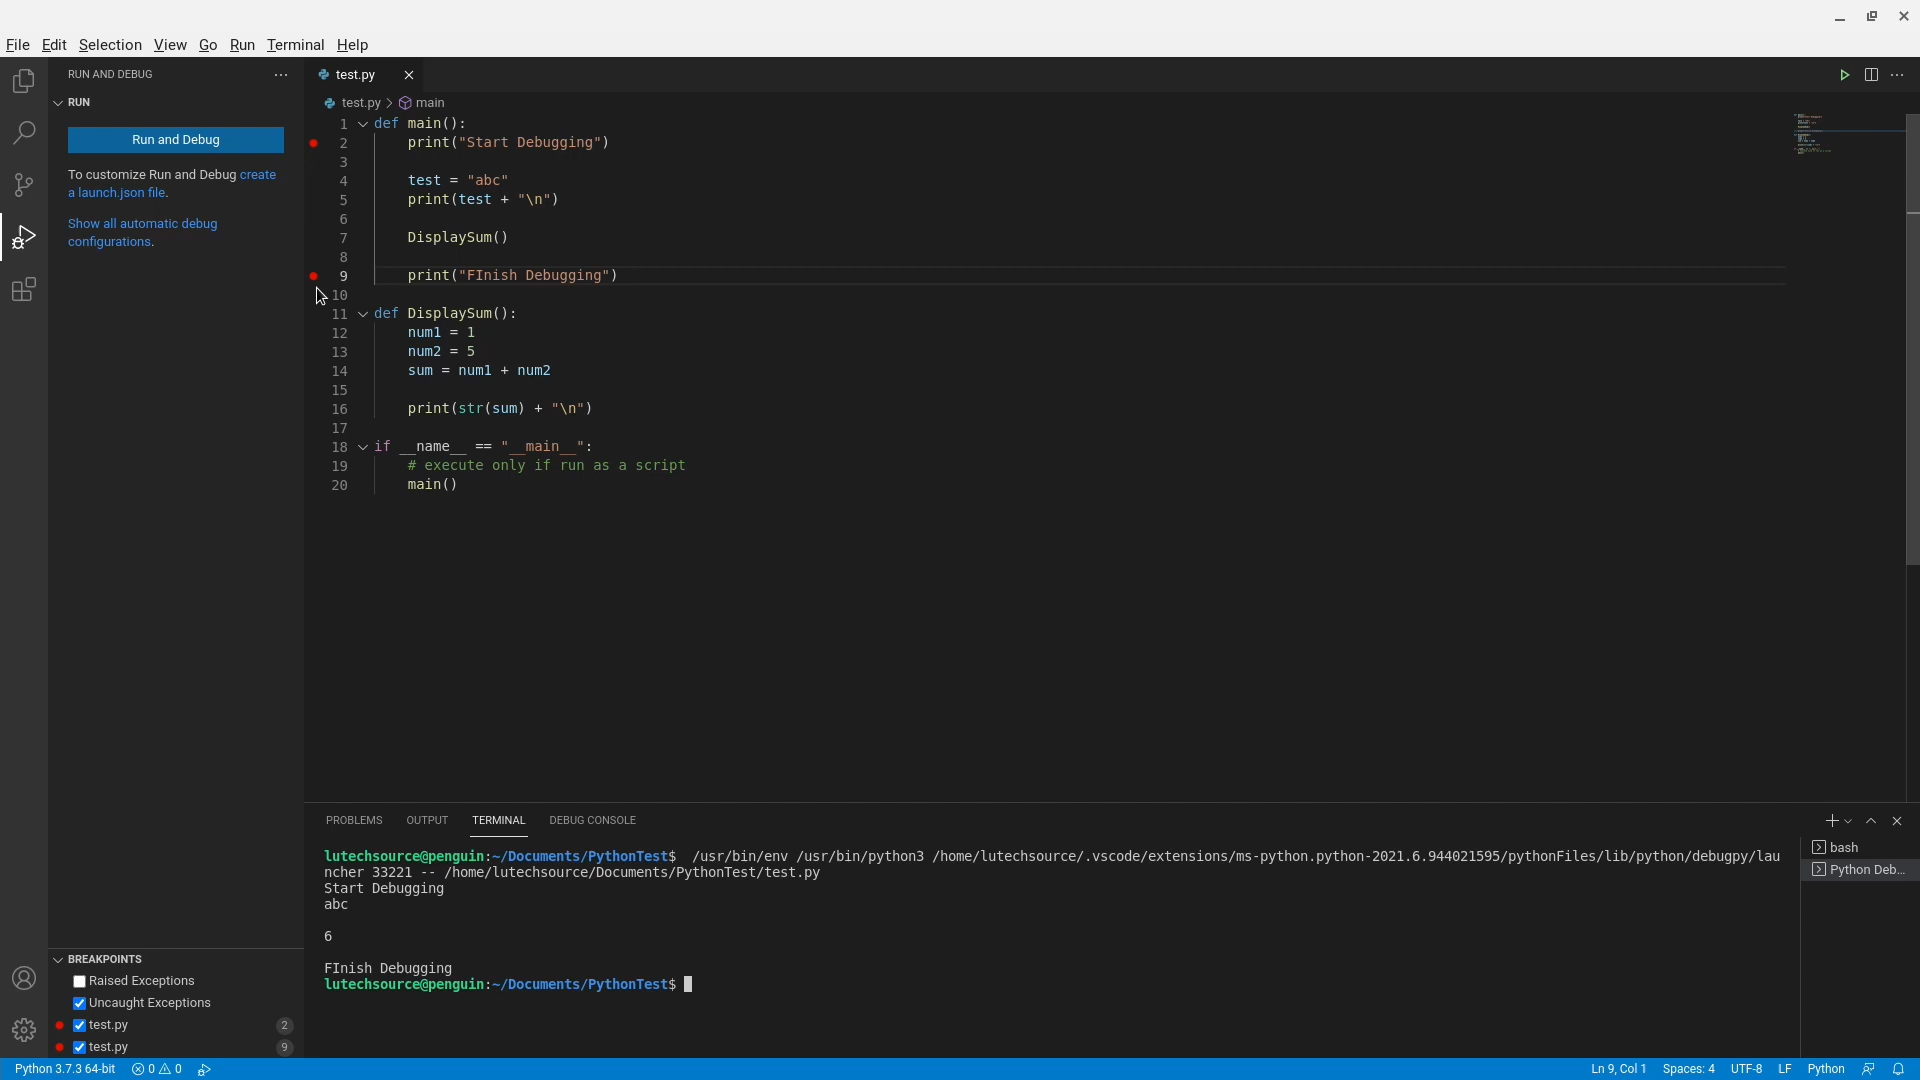 File Edit Selection View Go Run Terminal Help
RUN AND DEBUG
RUN
Run and Debug
To customize Run and Debug create
a launch.json file.
Show all automatic debug
configurations.
test.py
test.py > main
1 def main():
2 print("Start Debugging")
3
4 test = "abc"
5 print(test + "\n")
6
7 DisplaySum()
8
9 print("FInish Debugging")
10
11 def DisplaySum():
12 num1 = 1
13 num2 = 5
14 sum = num1 + num2
15
16 print(str(sum) + "\n")
17
18 if __name__ == "__main__":
19 # execute only if run as a script
20 main()
PROBLEMS OUTPUT TERMINAL DEBUG CONSOLE
lutechsource@penguin:~/Documents/PythonTest$ /usr/bin/env /usr/bin/python3 /home/lutechsource/.vscode/extensions/ms-python.python-2021.6.944021595/pythonFiles/lib/python/debugpy/lau
ncher 33221 -- /home/lutechsource/Documents/PythonTest/test.py
Start Debugging
abc
6
FInish Debugging
lutechsource@penguin:~/Documents/PythonTest$
bash
Python Deb...
BREAKPOINTS
Raised Exceptions
Uncaught Exceptions
test.py 2
test.py 9
Python 3.7.3 64-bit 0 0 Ln 9, Col 1 Spaces: 4 UTF-8 LF Python